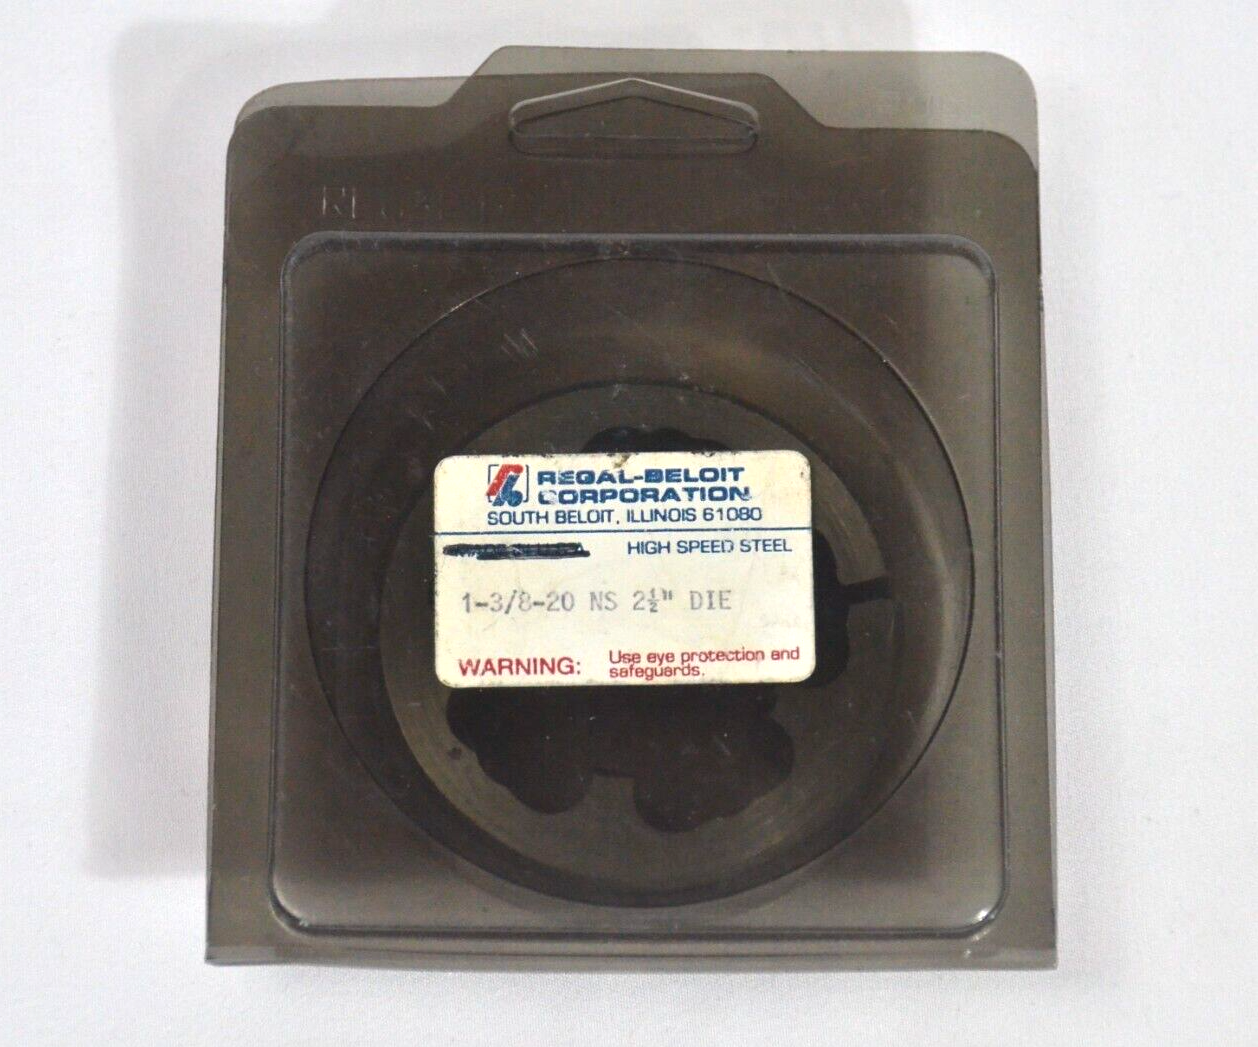 REGAL-BELOIT
CORPORATION
SOUTH BELOIT, ILLINOIS 61080
HIGH SPEED STEEL
1-3/8-20 NS 2½" DIE
WARNING: Use eye protection and
safeguards.